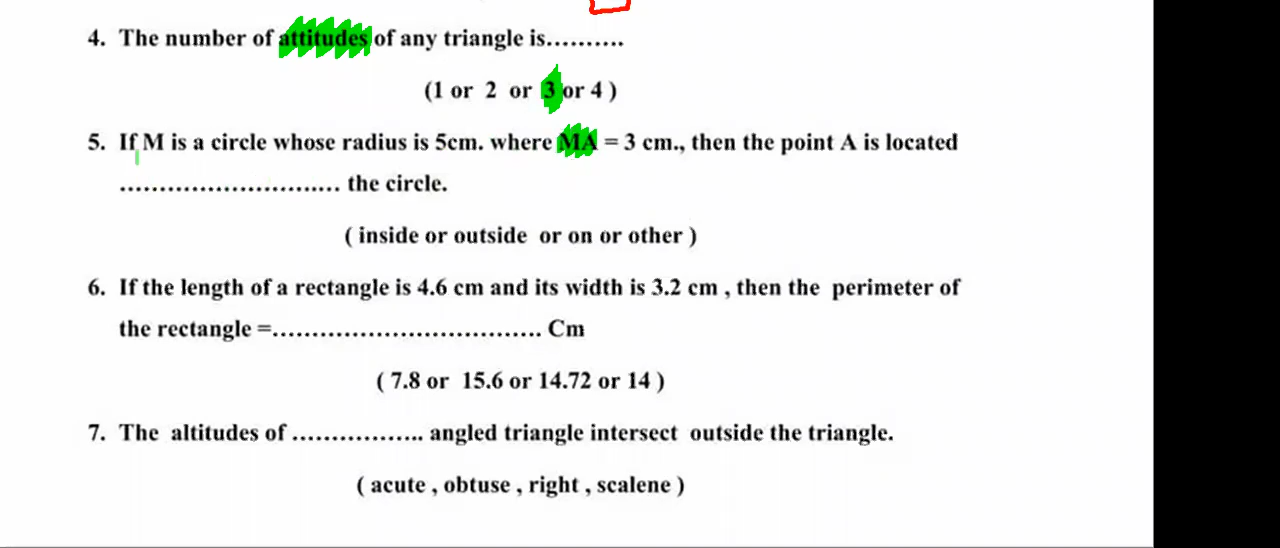 4. The number of attitudes of any triangle is..........
(1 or 2 or 3 or 4 )
5. If M is a circle whose radius is 5cm. where MA = 3 cm., then the point A is located
............................ the circle.
( inside or outside or on or other )
6. If the length of a rectangle is 4.6 cm and its width is 3.2 cm , then the perimeter of
the rectangle =.................................. Cm
( 7.8 or 15.6 or 14.72 or 14 )
7. The altitudes of ................. angled triangle intersect outside the triangle.
( acute , obtuse , right , scalene )